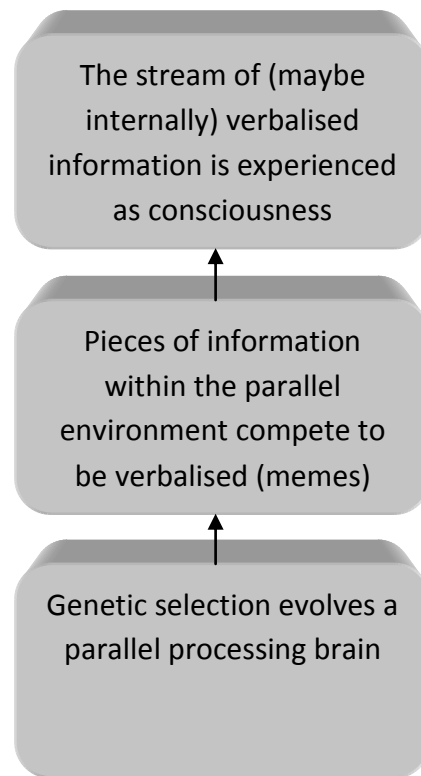 The stream of (maybe
internally) verbalised
information is experienced
as consciousness
Pieces of information
within the parallel
environment compete to
be verbalised (memes)
Genetic selection evolves a
parallel processing brain